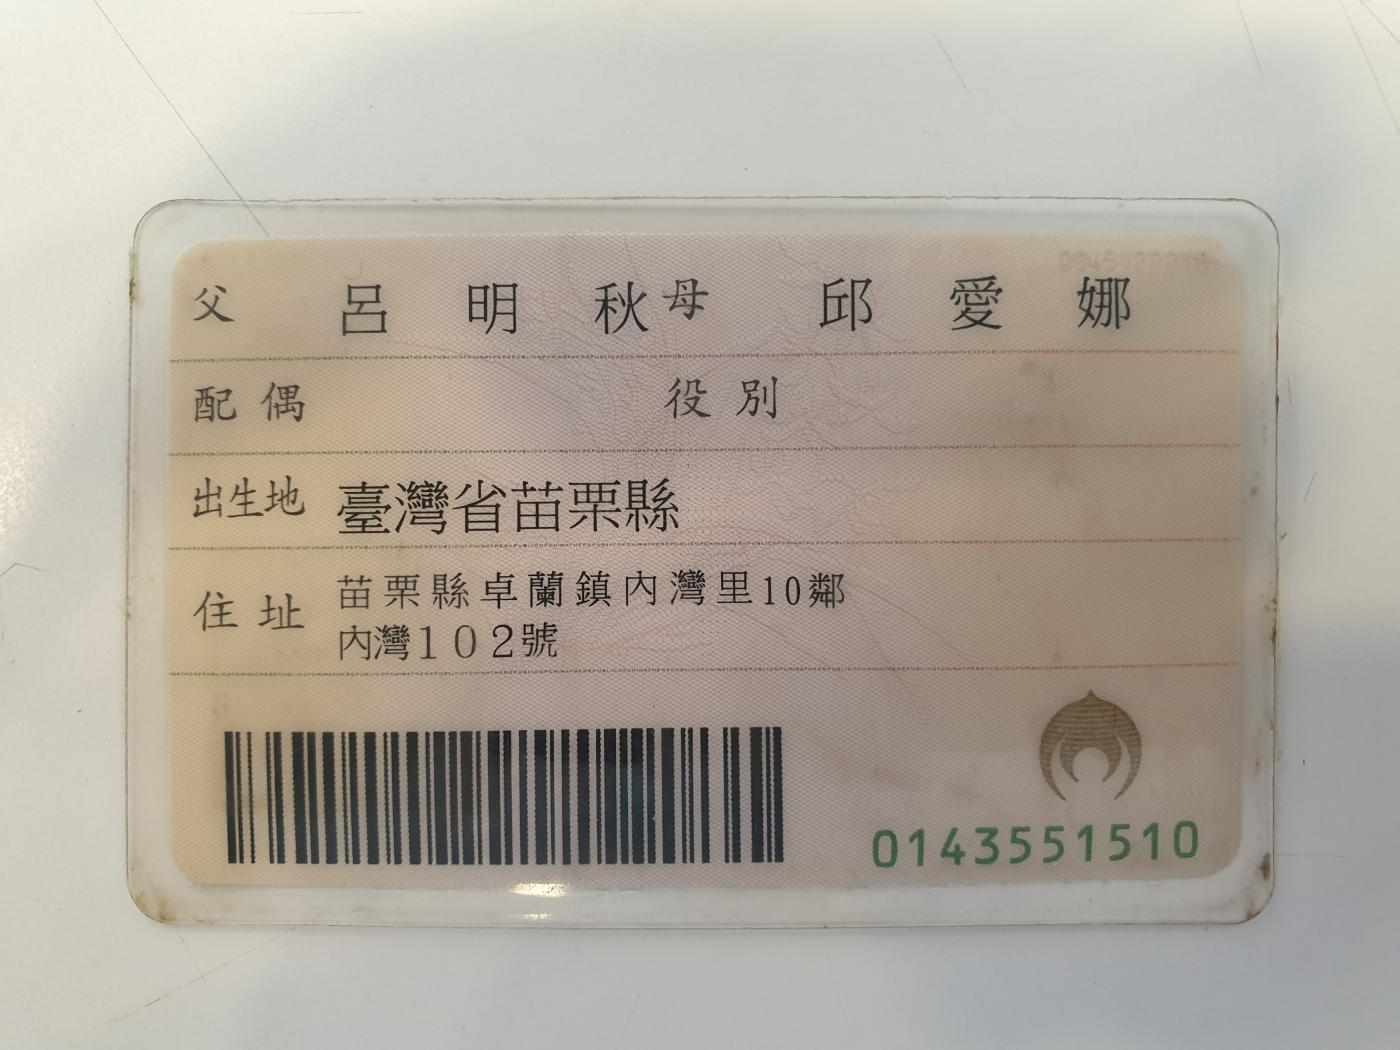 父 呂明秋 母 邱愛娜
配偶 役別
出生地 臺灣省苗栗縣
住址 苗栗縣卓蘭鎮內灣里10鄰
內灣102號
0143551510